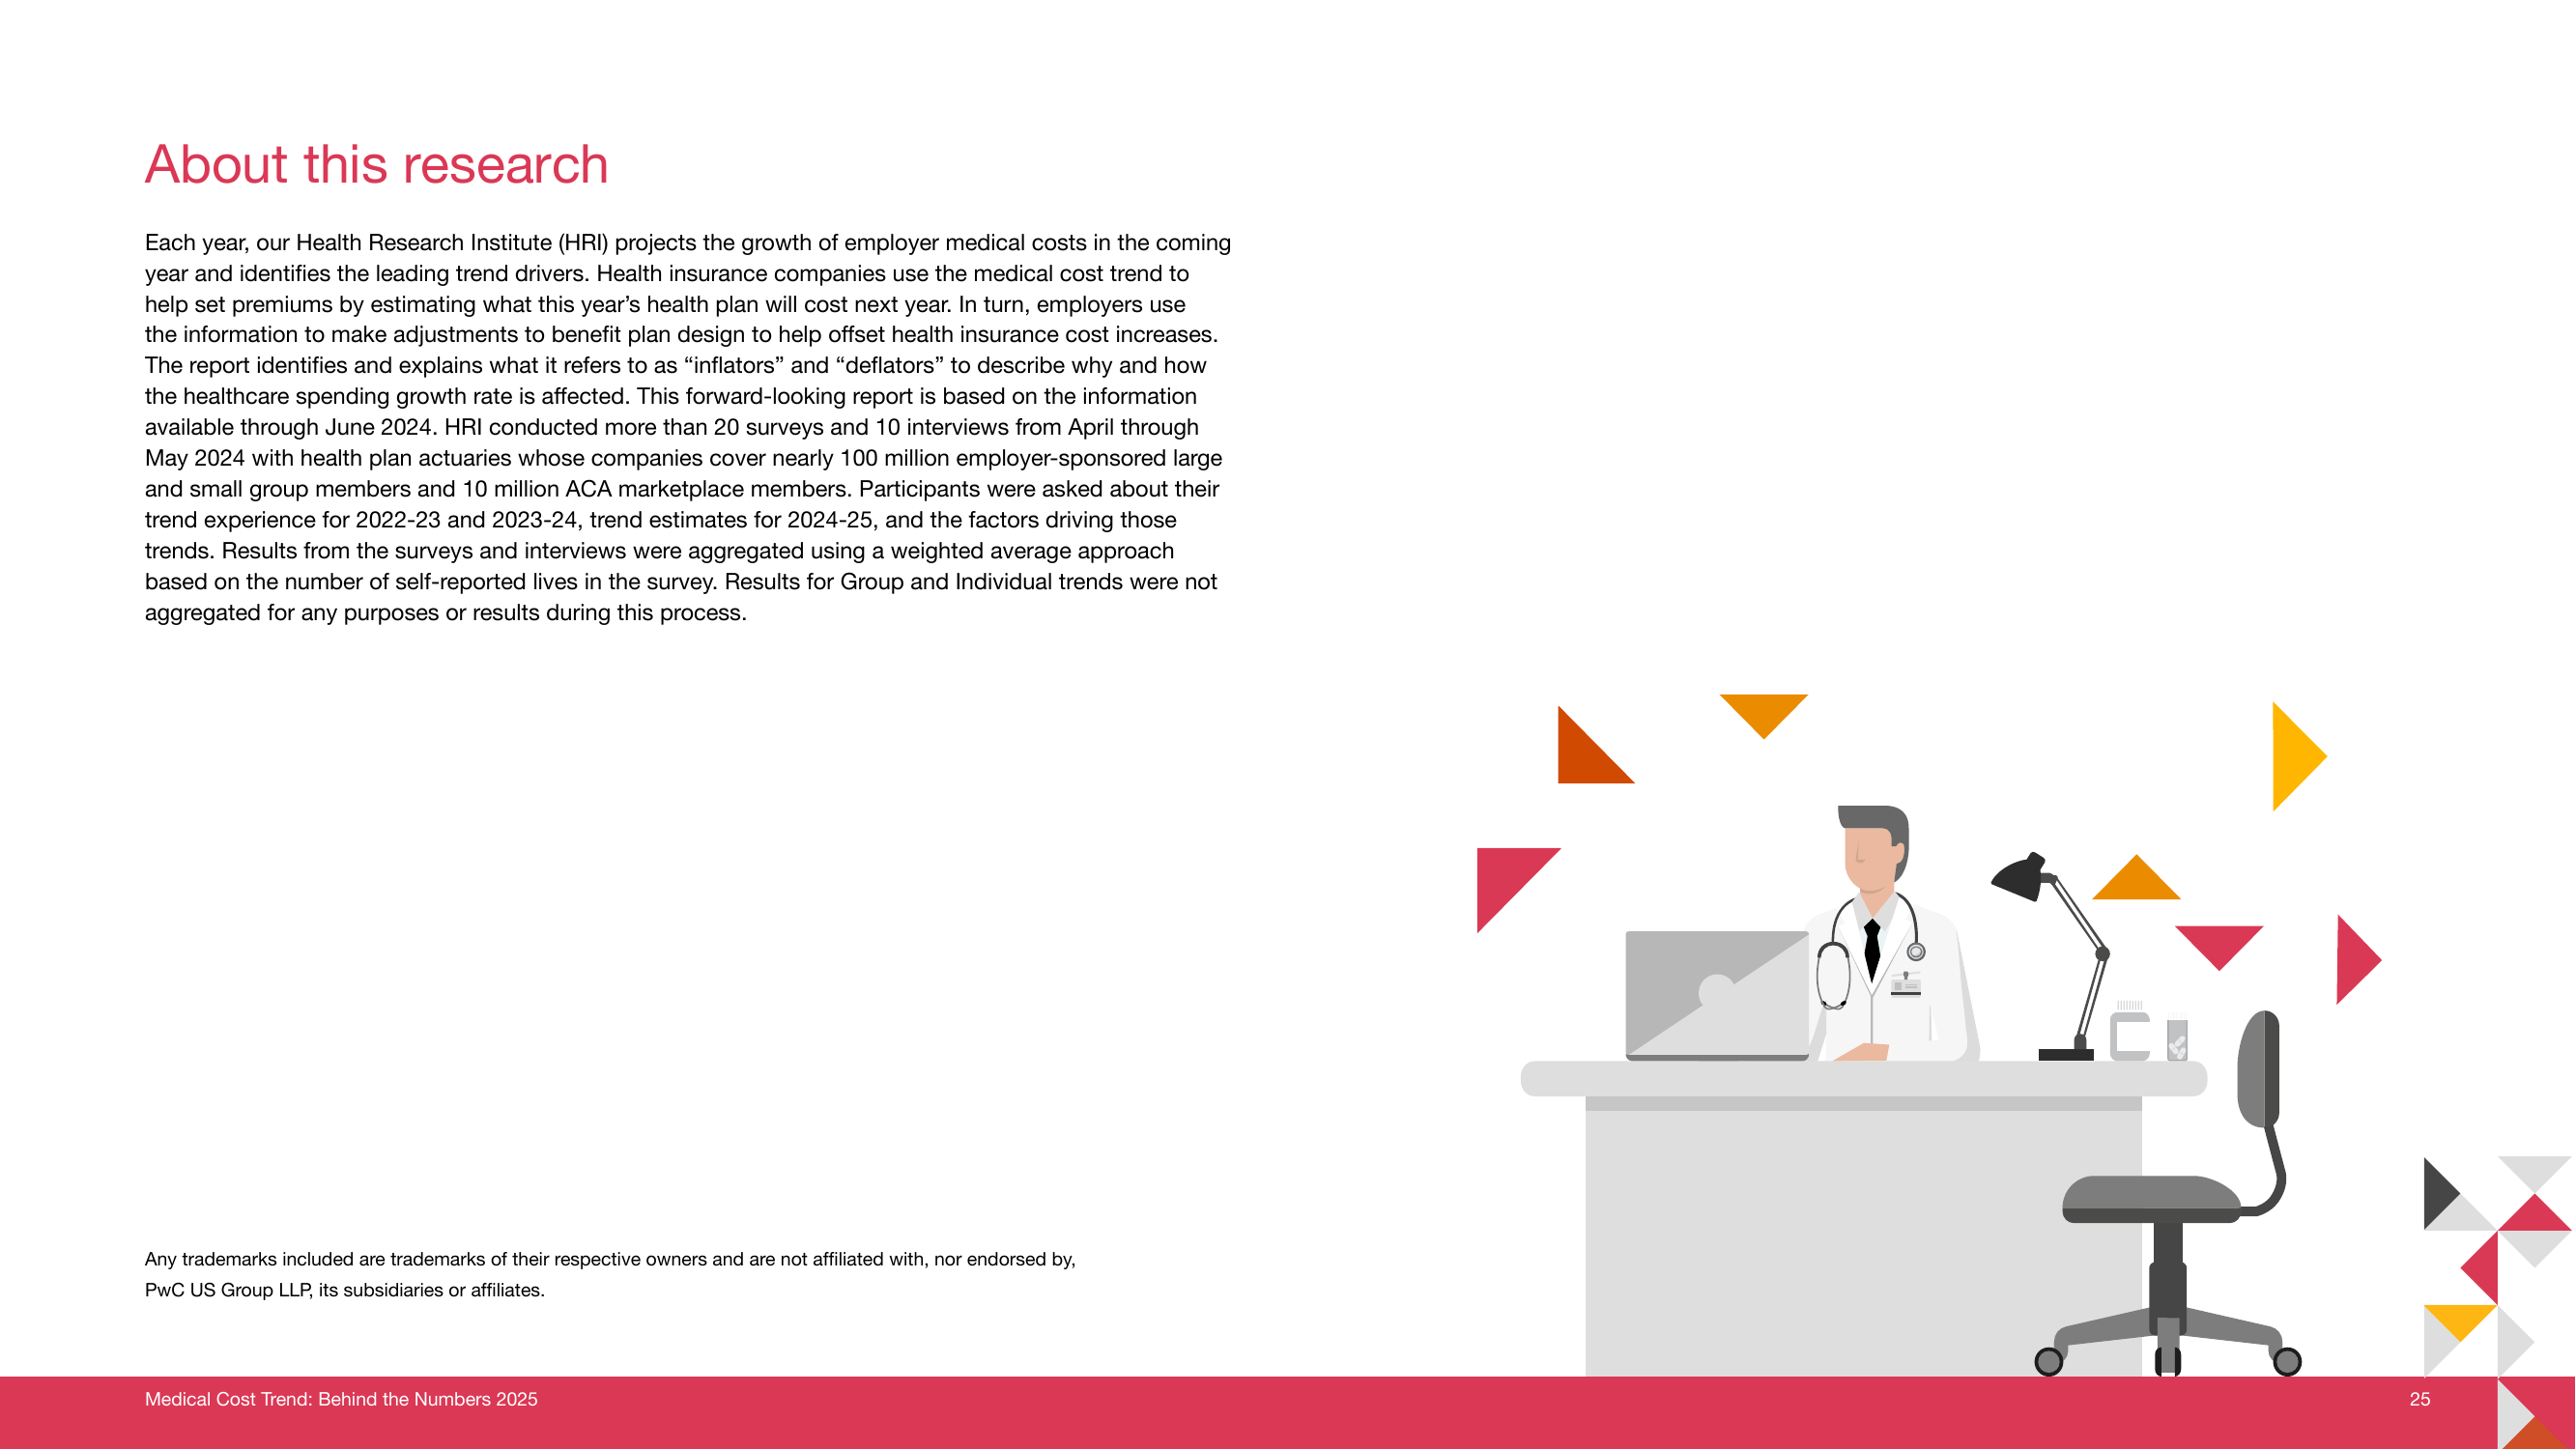 About this research
Each year, our Health Research Institute (HRI) projects the growth of employer medical costs in the coming
year and identifies the leading trend drivers. Health insurance companies use the medical cost trend to
help set premiums by estimating what this year’s health plan will cost next year. In turn, employers use
the information to make adjustments to benefit plan design to help offset health insurance cost increases.
The report identifies and explains what it refers to as “inflators” and “deflators” to describe why and how
the healthcare spending growth rate is affected. This forward-looking report is based on the information
available through June 2024. HRI conducted more than 20 surveys and 10 interviews from April through
May 2024 with health plan actuaries whose companies cover nearly 100 million employer-sponsored large
and small group members and 10 million ACA marketplace members. Participants were asked about their
trend experience for 2022-23 and 2023-24, trend estimates for 2024-25, and the factors driving those
trends. Results from the surveys and interviews were aggregated using a weighted average approach
based on the number of self-reported lives in the survey. Results for Group and Individual trends were not
aggregated for any purposes or results during this process.
Any trademarks included are trademarks of their respective owners and are not affiliated with, nor endorsed by,
PwC US Group LLP, its subsidiaries or affiliates.
Medical Cost Trend: Behind the Numbers 2025
25